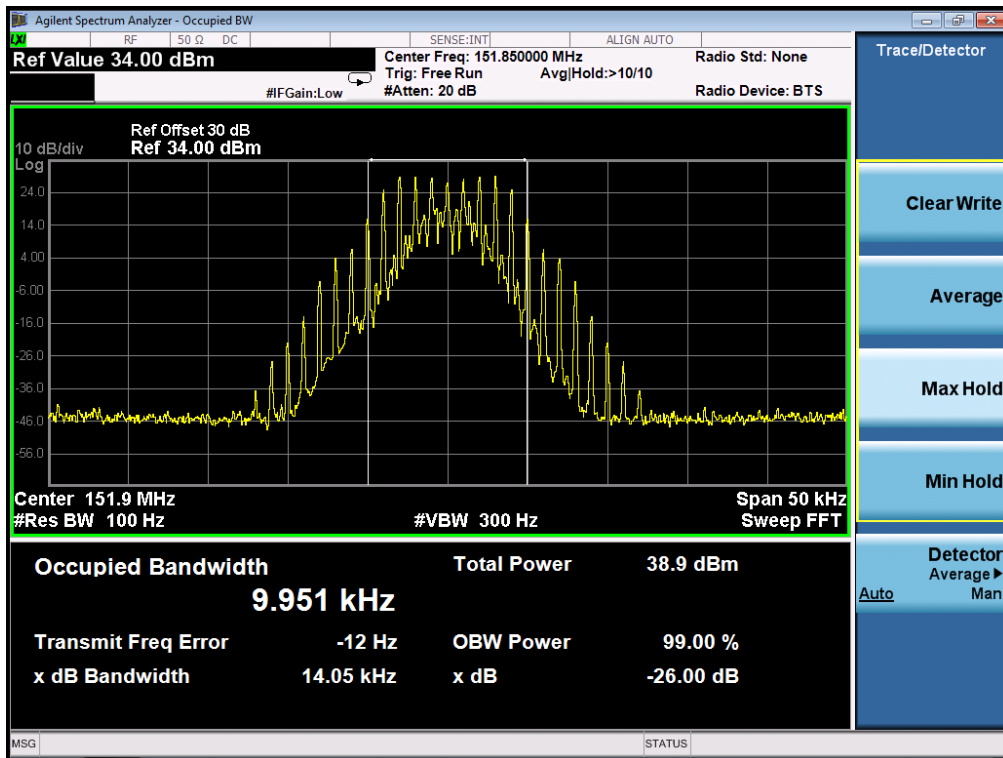 Agilent Spectrum Analyzer - Occupied BW
LXI RF 50 Ω DC SENSE:INT ALIGN AUTO
Ref Value 34.00 dBm
#IFGain:Low
Center Freq: 151.850000 MHz
Trig: Free Run Avg|Hold:>10/10
#Atten: 20 dB
Radio Std: None
Radio Device: BTS
Ref Offset 30 dB
10 dB/div Ref 34.00 dBm
Log
24.0
14.0
4.00
-6.00
-16.0
-26.0
-36.0
-46.0
-56.0
Center 151.9 MHz Span 50 kHz
#Res BW 100 Hz #VBW 300 Hz Sweep FFT
Occupied Bandwidth Total Power 38.9 dBm
9.951 kHz
Transmit Freq Error -12 Hz OBW Power 99.00 %
x dB Bandwidth 14.05 kHz x dB -26.00 dB
MSG STATUS
Trace/Detector
Clear Write
Average
Max Hold
Min Hold
Detector
Average
Auto Man